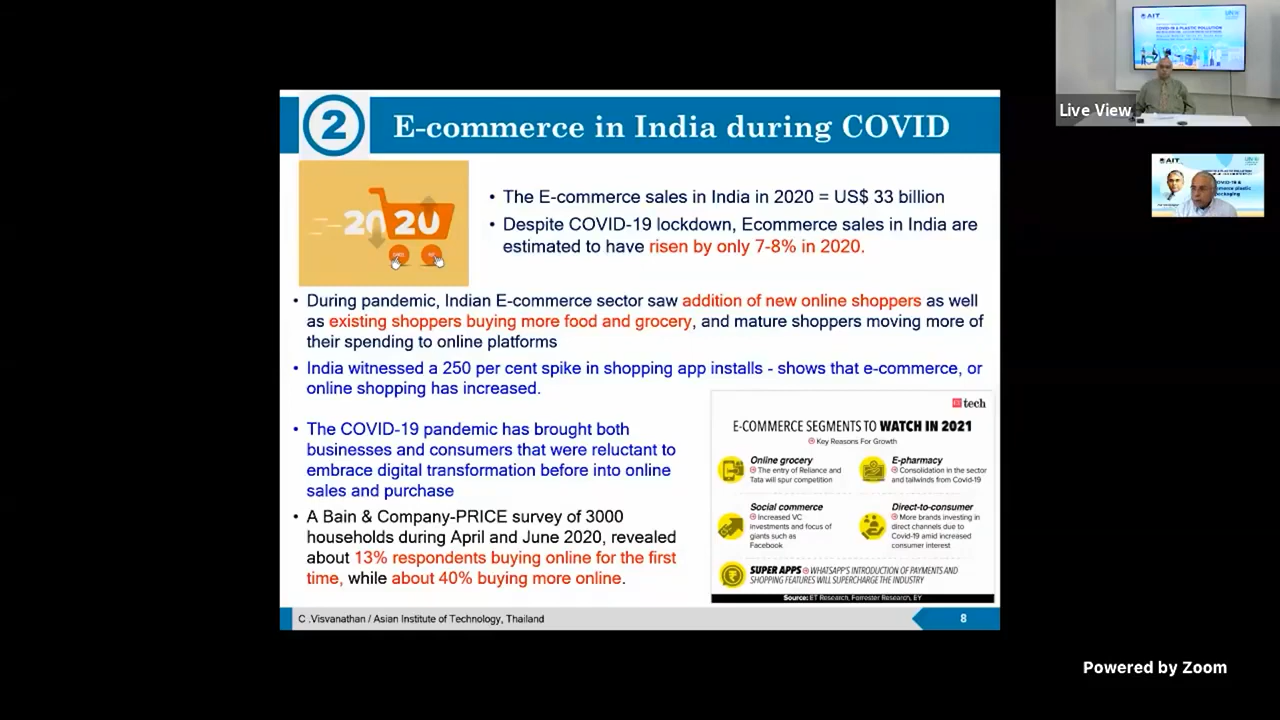 2
E-commerce in India during COVID
2020
• The E-commerce sales in India in 2020 = US$ 33 billion
• Despite COVID-19 lockdown, Ecommerce sales in India are
estimated to have risen by only 7-8% in 2020.
• During pandemic, Indian E-commerce sector saw addition of new online shoppers as well
as existing shoppers buying more food and grocery, and mature shoppers moving more of
their spending to online platforms
• India witnessed a 250 per cent spike in shopping app installs - shows that e-commerce, or
online shopping has increased.
• The COVID-19 pandemic has brought both
businesses and consumers that were reluctant to
embrace digital transformation before into online
sales and purchase
• A Bain & Company-PRICE survey of 3000
households during April and June 2020, revealed
about 13% respondents buying online for the first
time, while about 40% buying more online.
ET tech
E-COMMERCE SEGMENTS TO WATCH IN 2021
Key Reasons For Growth
Online grocery
The entry of Reliance and
Tata will spur competition
E-pharmacy
Consolidation in the sector
and tailwinds from Covid-19
Social commerce
Increased VC
investments and focus of
giants such as
Facebook
Direct-to-consumer
More brands investing in
direct channels due to
Covid-19 amid increased
consumer interest
SUPER APPS WHATSAPP'S INTRODUCTION OF PAYMENTS AND
SHOPPING FEATURES WILL SUPERCHARGE THE INDUSTRY
Source: ET Research, Forrester Research, EY
C .Visvanathan / Asian Institute of Technology, Thailand
8
AIT
COVID-19 & PLASTIC POLLUTION
Live View
AIT
Powered by Zoom